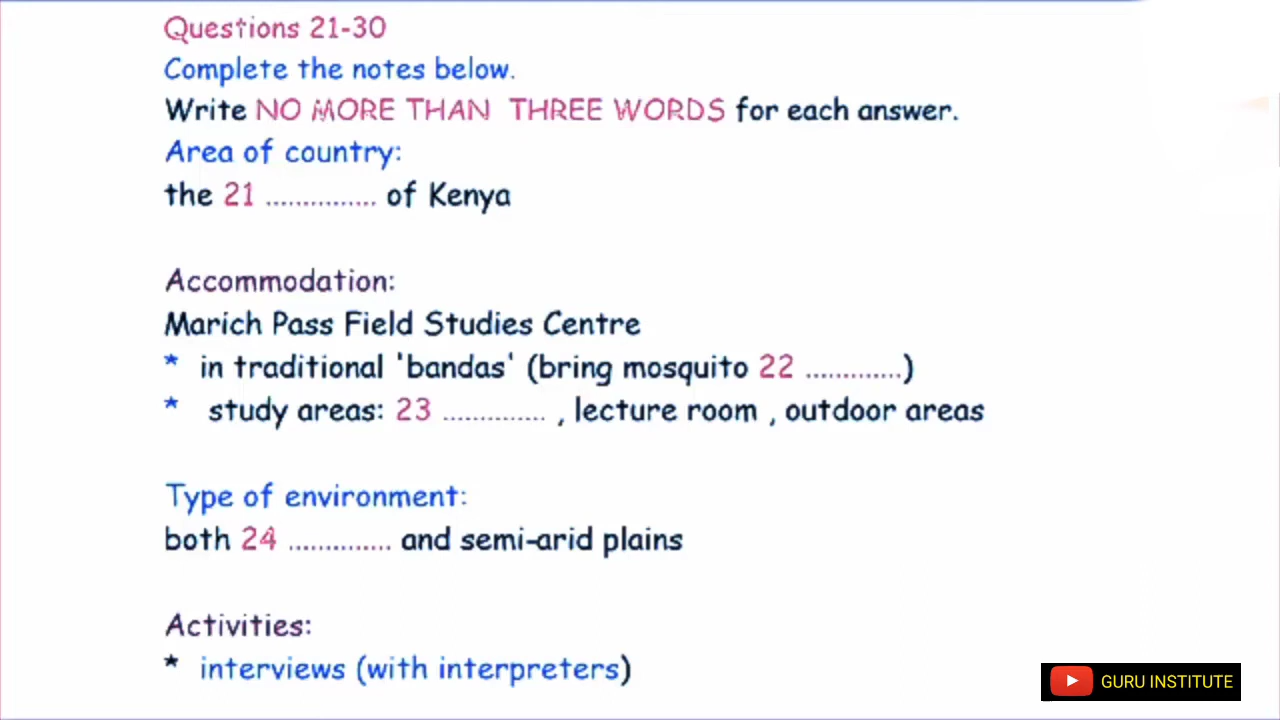 Questions 21-30
Complete the notes below.
Write NO MORE THAN THREE WORDS for each answer.
Area of country:
the 21 ............... of Kenya
Accommodation:
Marich Pass Field Studies Centre
* in traditional 'bandas' (bring mosquito 22 .............)
* study areas: 23 .............. , lecture room , outdoor areas
Type of environment:
both 24 .............. and semi-arid plains
Activities:
* interviews (with interpreters)
GURU INSTITUTE